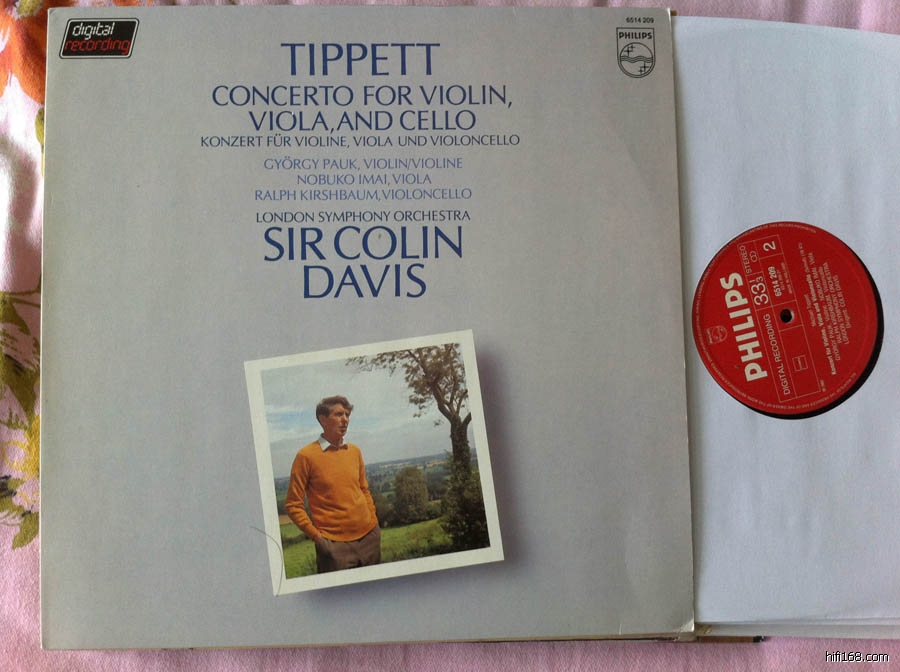 digital
recording
6514 209
PHILIPS
TIPPETT
CONCERTO FOR VIOLIN,
VIOLA, AND CELLO
KONZERT FÜR VIOLINE, VIOLA UND VIOLONCELLO
GYÖRGY PAUK, VIOLIN/VIOLINE
NOBUKO IMAI, VIOLA
RALPH KIRSHBAUM, VIOLONCELLO
LONDON SYMPHONY ORCHESTRA
SIR COLIN
DAVIS
PHILIPS
DIGITAL RECORDING
33⅓
STEREO
2
6514 209
hifi168.com